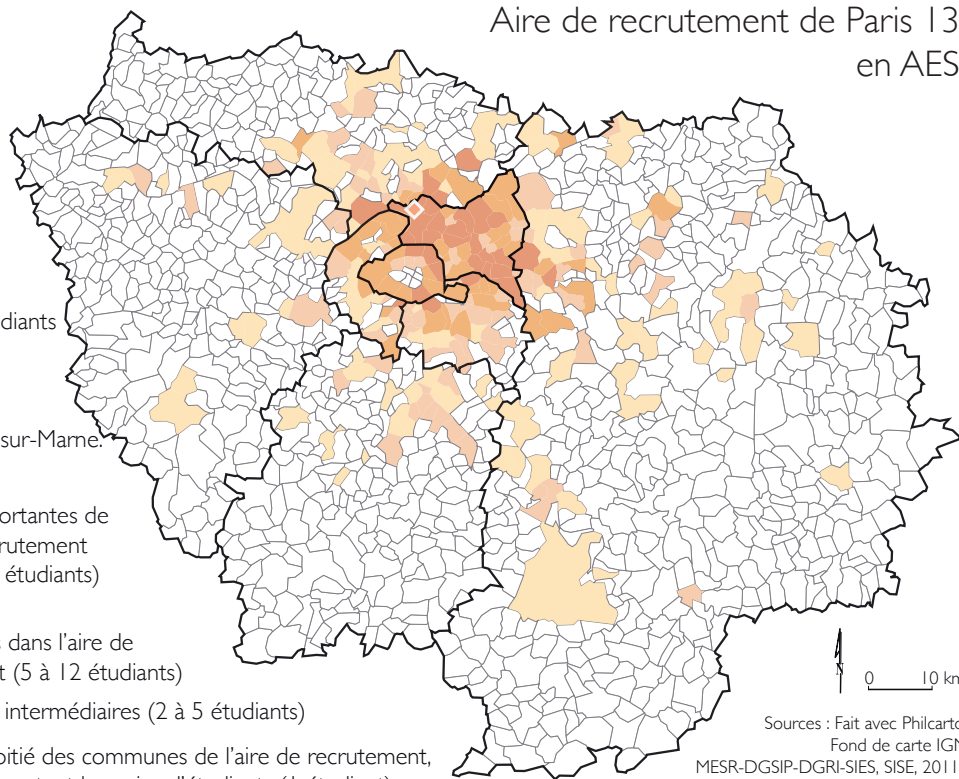 Aire de recrutement de Paris 13
en AES
diants
sur-Marne.
ortantes de
rutement
étudiants)
s dans l'aire de
t (5 à 12 étudiants)
intermédiaires (2 à 5 étudiants)
oitié des communes de l'aire de recrutement,
N
0 10 km
Sources : Fait avec Philcarto
Fond de carte IGN
MESR-DGSIP-DGRI-SIES, SISE, 2011